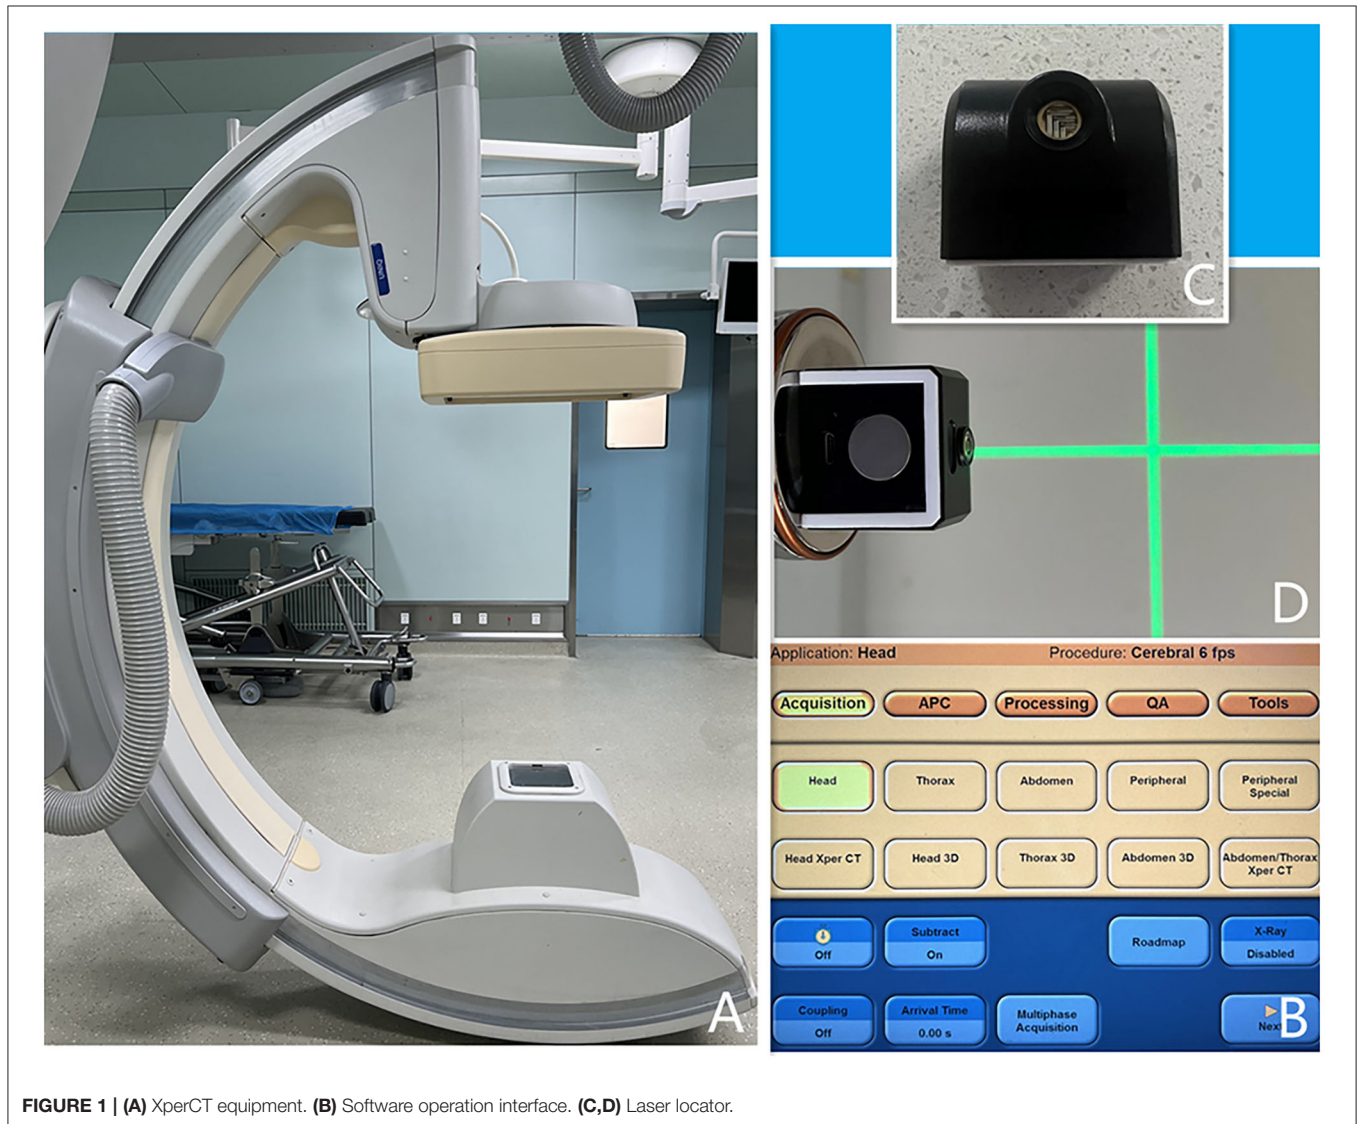 UNIQ
A
C
D
Application: Head Procedure: Cerebral 6 fps
Acquisition APC Processing QA Tools
Head Thorax Abdomen Peripheral Peripheral
Special
Head Xper CT Head 3D Thorax 3D Abdomen 3D Abdomen/Thorax
Xper CT
Off
Subtract
On
Roadmap
X-Ray
Disabled
Coupling
Off
Arrival Time
0.00 s
Multiphase
Acquisition
Next
B
FIGURE 1 | (A) XperCT equipment. (B) Software operation interface. (C,D) Laser locator.